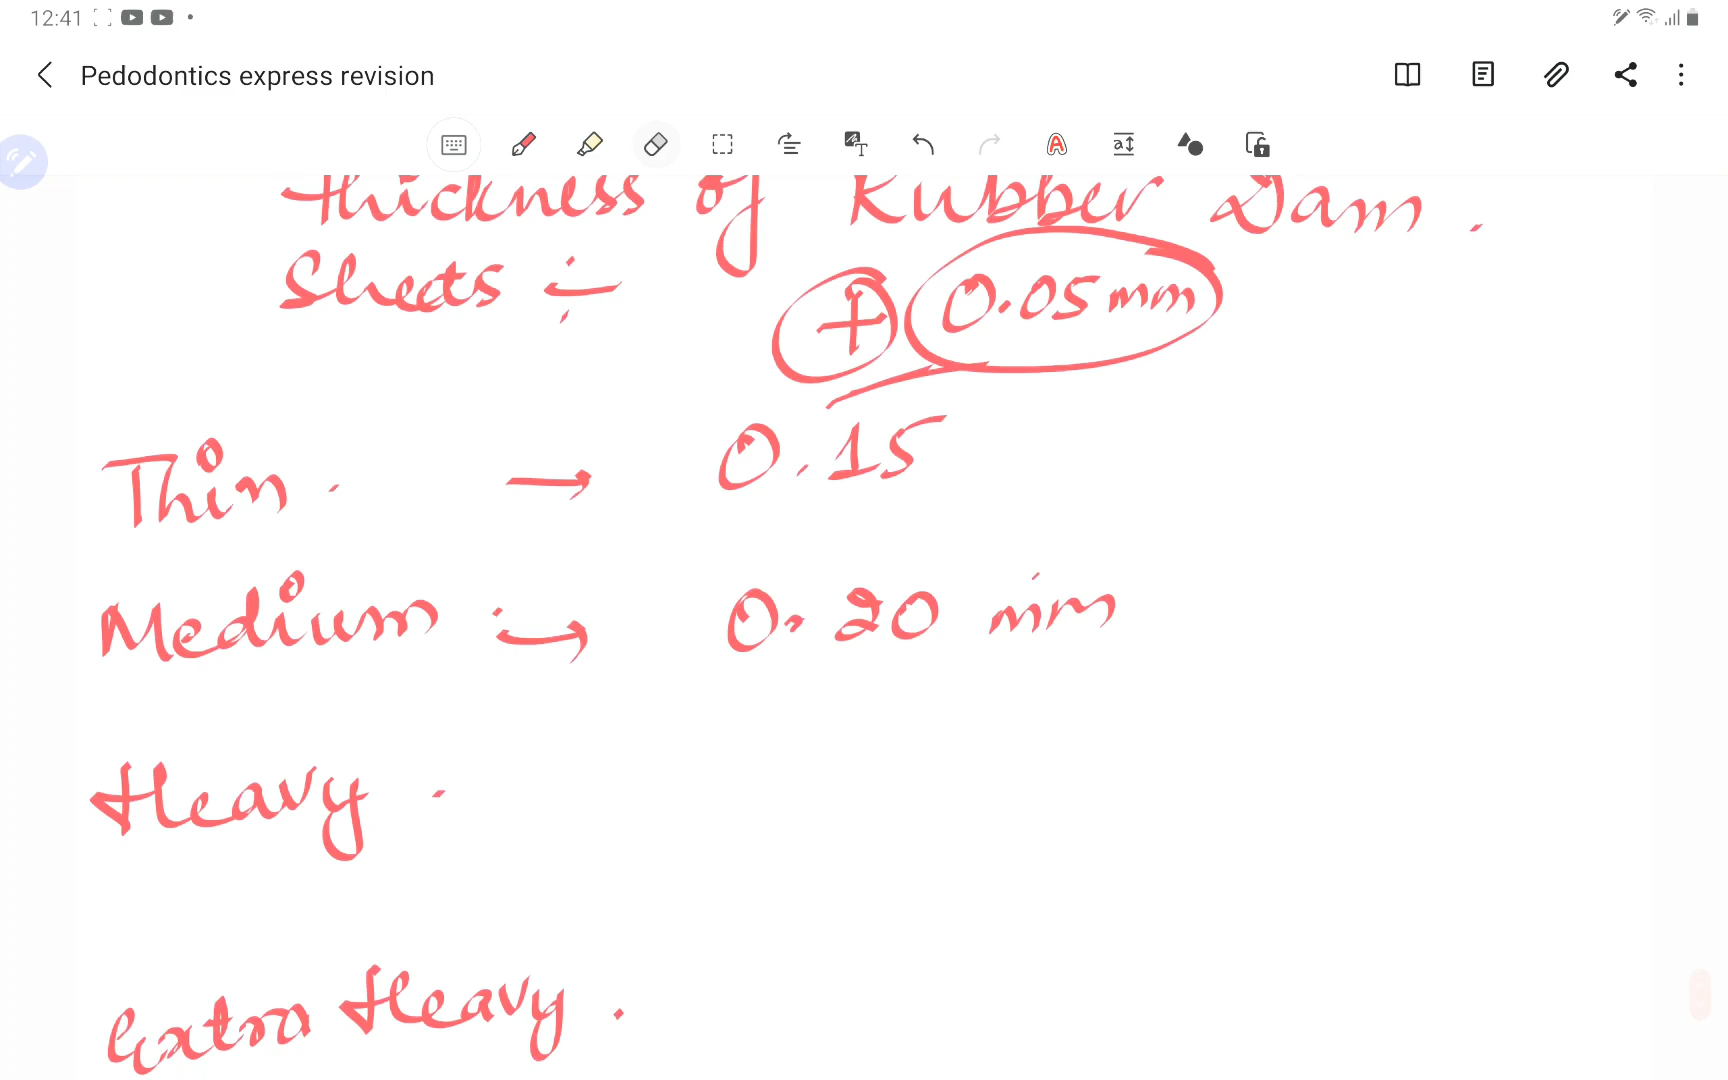 12:41
Pedodontics express revision
thickness of Rubber Dam.
Sheets :-
+ 0.05 mm
Thin. → 0.15
Medium → 0.20 mm
Heavy.
Extra Heavy.